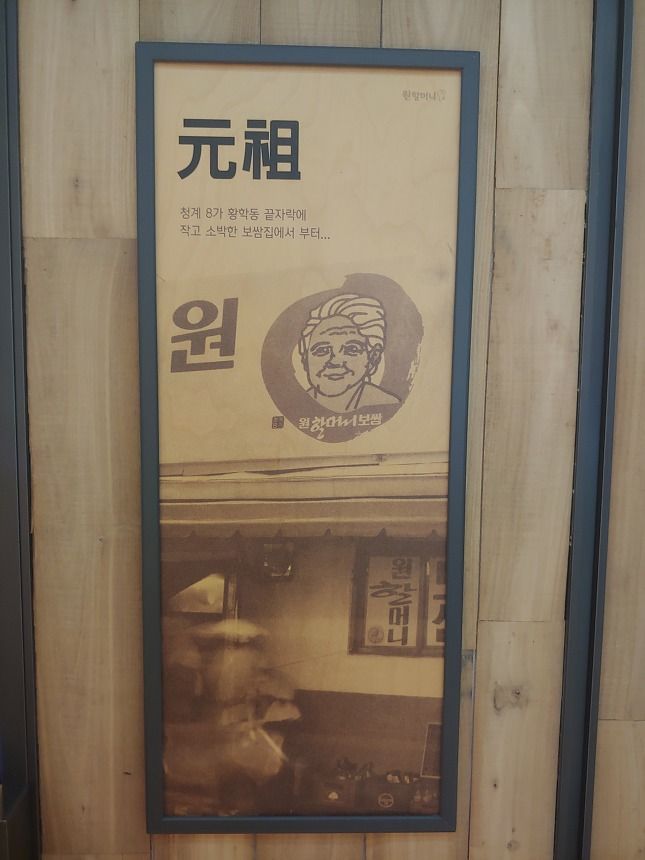 원할머니
元祖
청계 8가 황학동 끝자락에
작고 소박한 보쌈집에서 부터...
원
원할머니보쌈
원
할
머
니